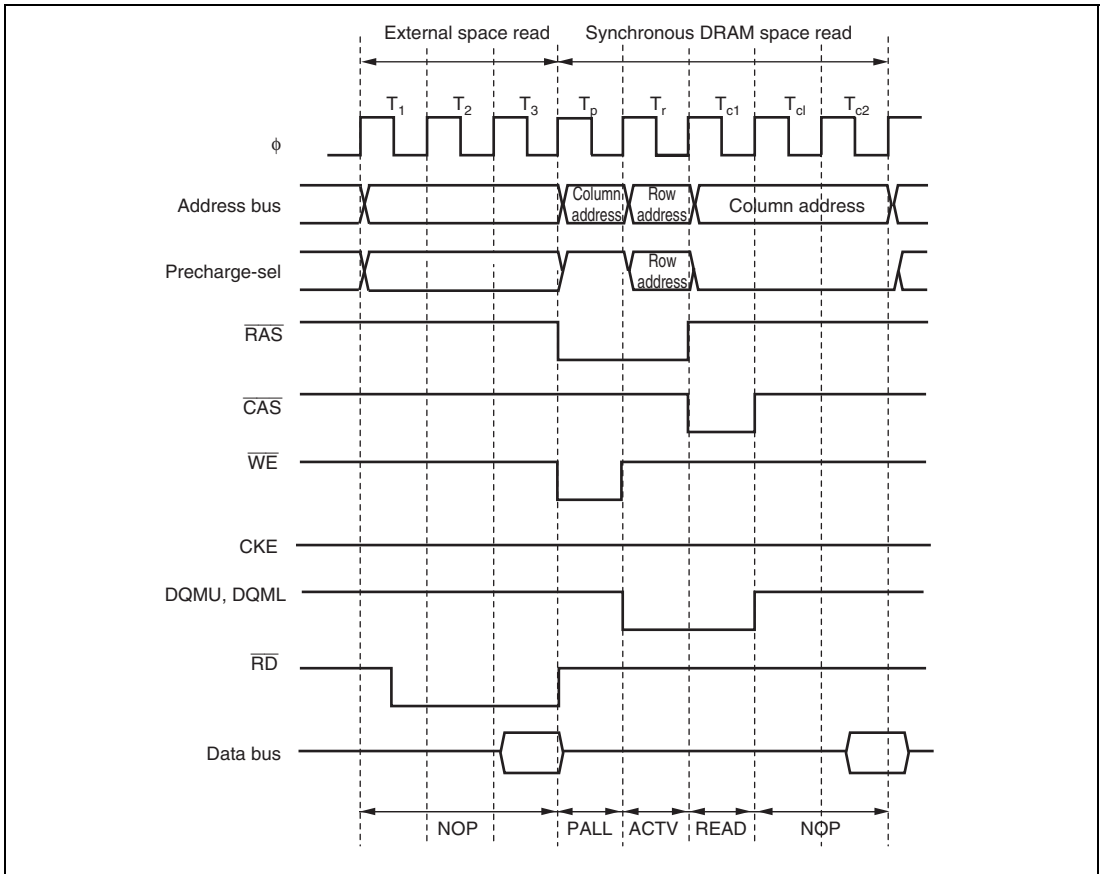 External space read Synchronous DRAM space read
T1 T2 T3 Tp Tr Tc1 Tcl Tc2
ϕ
Address bus
Column address
Row address
Column address
Precharge-sel
Row address
RAS
CAS
WE
CKE
DQMU, DQML
RD
Data bus
NOP PALL ACTV READ NOP